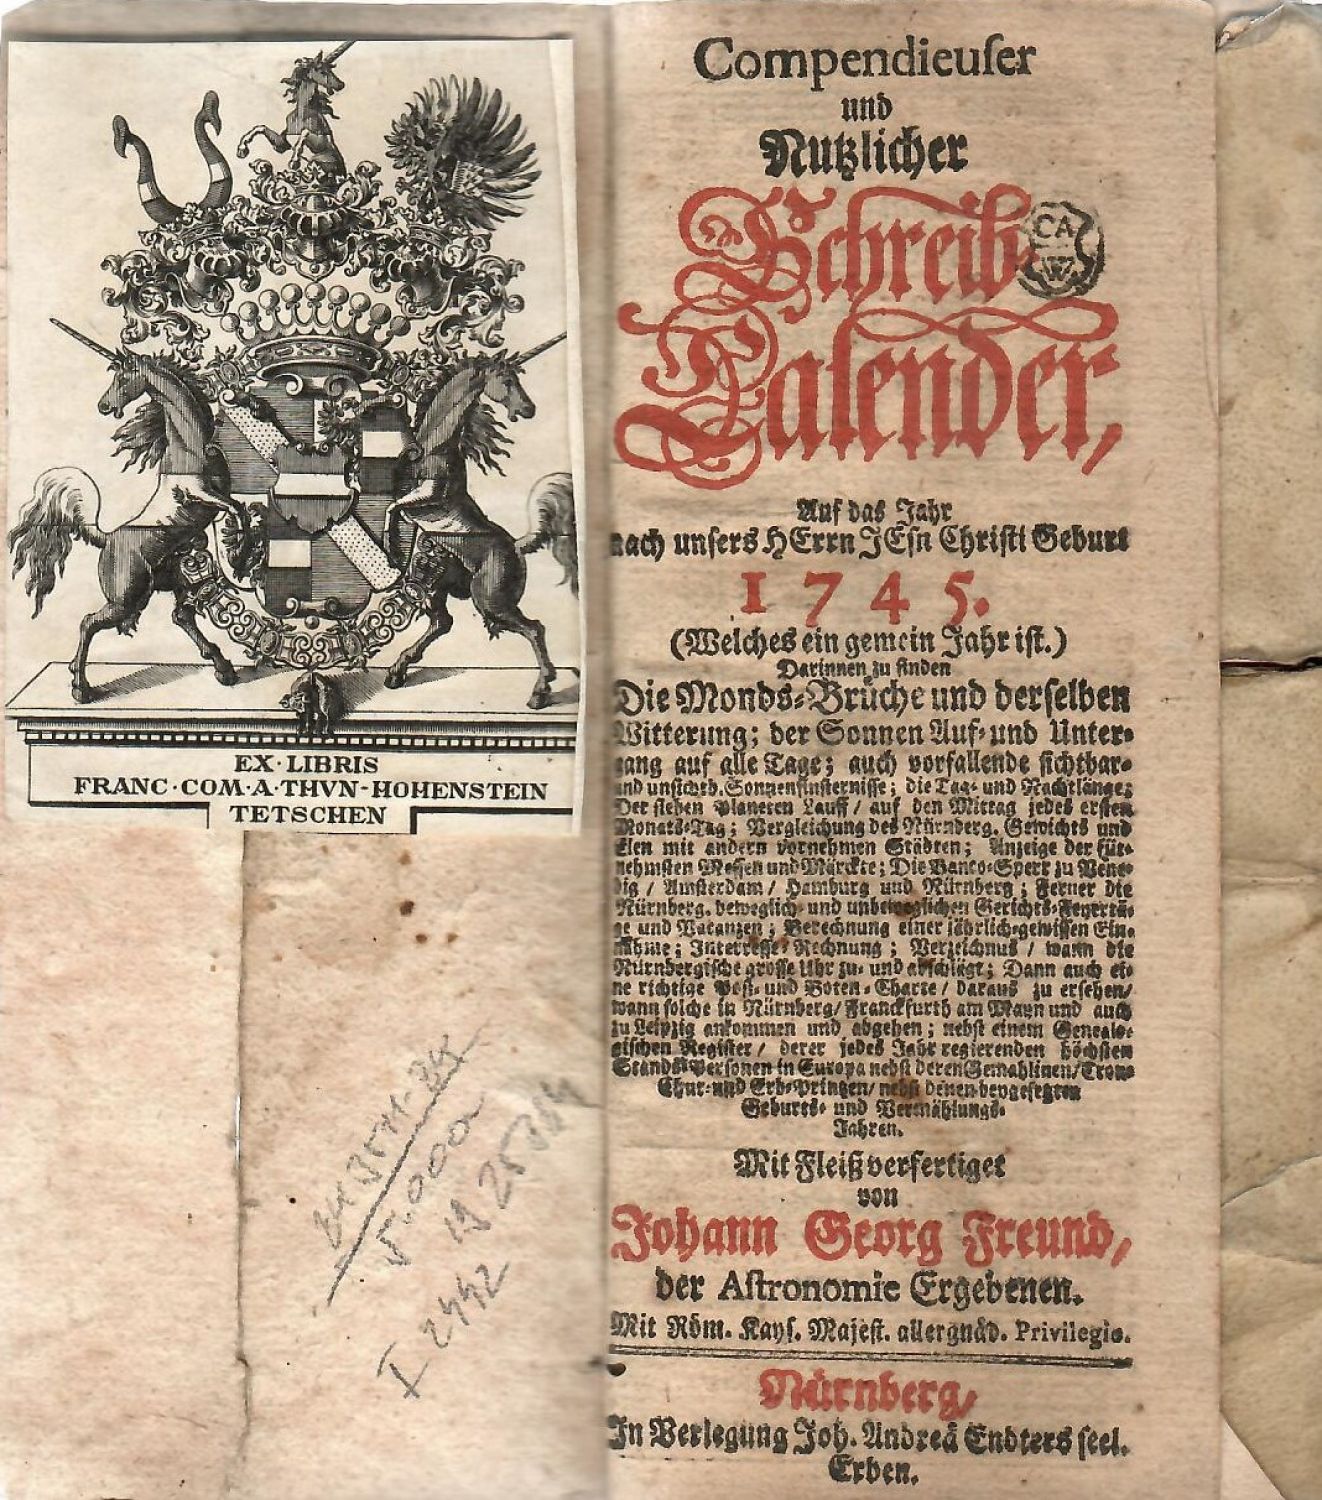 EX·LIBRIS
FRANC·COM·A·THVN-HOHENSTEIN
TETSCHEN
5.000
I 2442
Compendieuſer
und
Nutzlicher
Schreib-
CA
W
Calender,
Auf das Jahr
nach unſers HErrn JEſu Chriſti Geburt
1745.
(Welches ein gemein Jahr iſt.)
Darinnen zu finden
Die Monds-Brüche und derſelben
Witterung; der Sonnen Auf- und Unter-
gang auf alle Tage; auch vorfallende ſichtbar-
und unſichtb. Sonnenfinſterniſſe; die Tag- und Nachtlänge;
Der ſieben Planeten Lauff / auf den Mittag jedes erſten
Monats-Tag; Vergleichung des Nürnberg. Gewichts und
Elen mit andern vornehmen Städten; Anzeige der für-
nehmſten Meſſen und Märckte; Die Banco-Sperr zu Vene-
dig / Amſterdam / Hamburg und Nürnberg; Ferner die
Nürnberg. beweglich- und unbeweglichen Gerichts-Feyertä-
ge und Vacanzen; Berechnung einer jährlich-gewiſſen Ein-
nahme; Intereſſe-Rechnung; Verzeichnus / wann die
Nürnbergiſche groſſe Uhr zu- und abſchlägt; Dann auch ei-
ne richtige Poſt- und Boten-Charte / daraus zu erſehen/
wann ſolche in Nürnberg/ Franckfurth am Mayn und auch
zu Leipzig ankommen und abgehen; nebſt einem Genealo-
giſchen Regiſter / derer jedes Jahr regierenden höchſten
Stands-Perſonen in Europa nebſt deren Gemahlinen/ Cron-
Chur- und Erb-Printzen/ nebſt denen beygeſetzten
Geburts- und Vermählungs-
Jahren.
Mit Fleiß verfertiget
von
Johann Georg Freund,
der Aſtronomie Ergebenen.
Mit Röm. Kayſ. Majeſt. allergnäd. Privilegio.
Nürnberg,
In Verlegung Joh. Andreä Endters ſeel.
Erben.